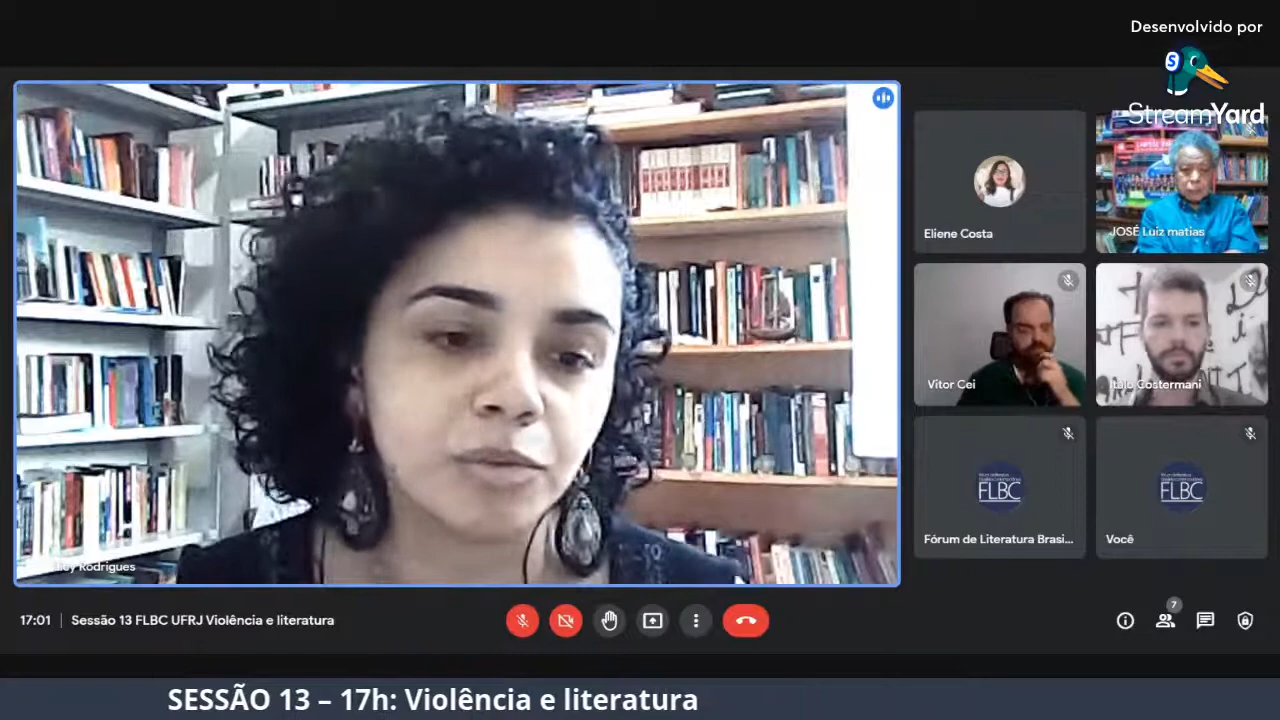 Desenvolvido por
StreamYard
Eliene Costa
JOSÉ Luiz matias
Vitor Cei
Italo Costermani
Rodrigues
FLBC
Fórum de Literatura Brasi...
FLBC
Você
17:01 | Sessão 13 FLBC UFRJ Violência e literatura
7
SESSÃO 13 – 17h: Violência e literatura